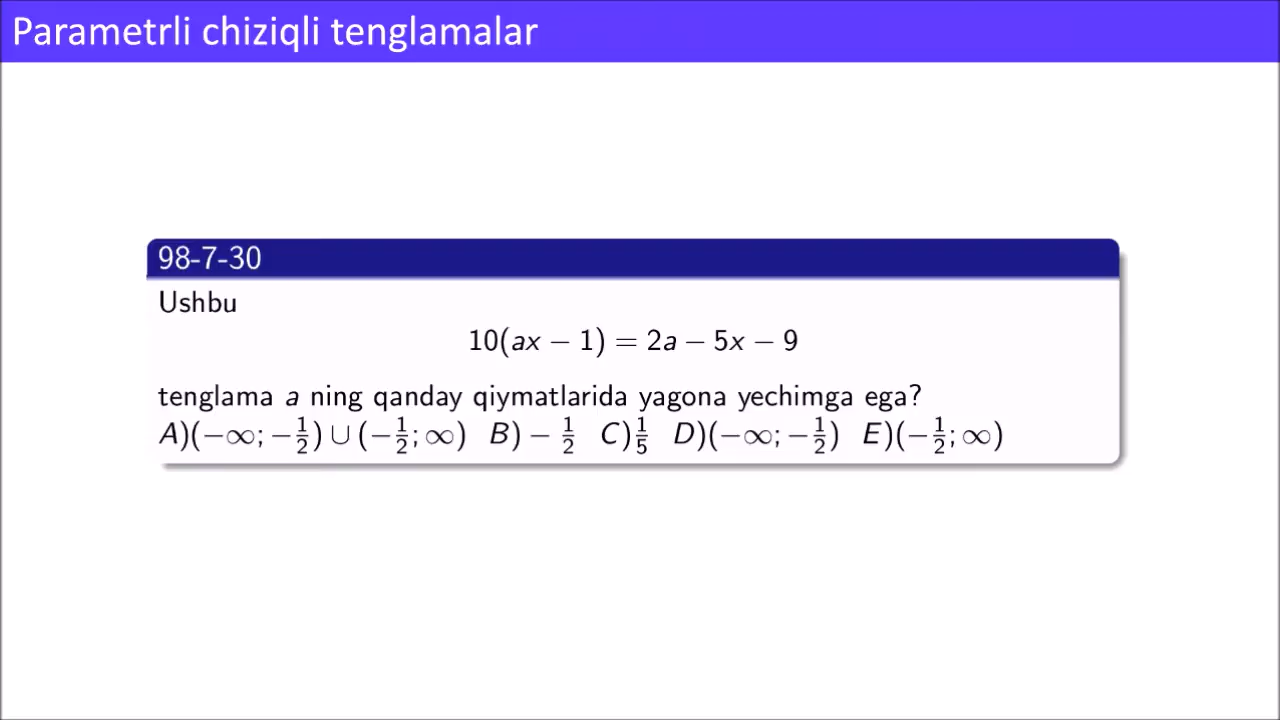 Parametrli chiziqli tenglamalar
98-7-30
Ushbu
10(ax − 1) = 2a − 5x − 9
tenglama a ning qanday qiymatlarida yagona yechimga ega?
A)(−∞; −1/2) ∪ (−1/2; ∞) B) − 1/2 C)1/5 D)(−∞; −1/2) E)(−1/2; ∞)